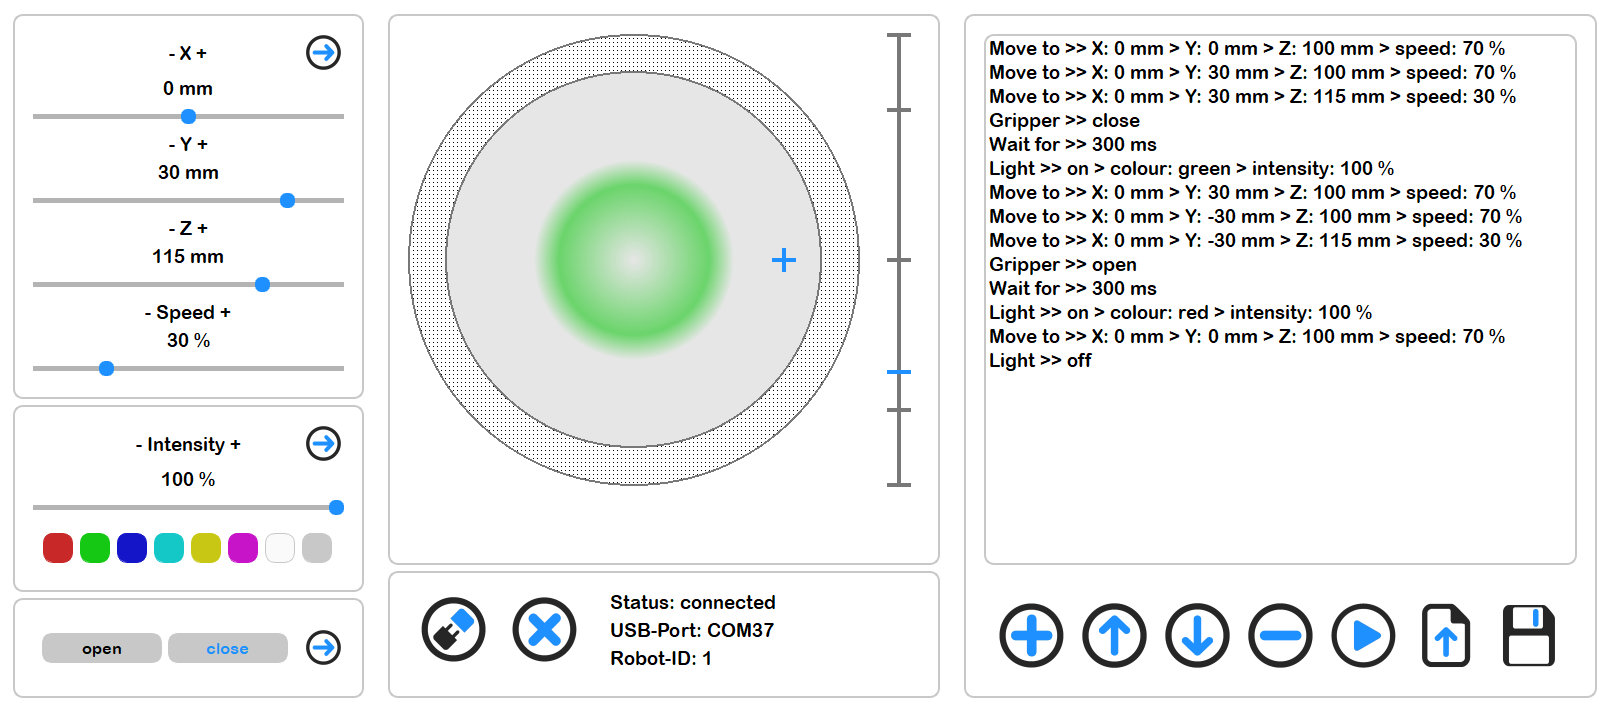 - X +
0 mm
- Y +
30 mm
- Z +
115 mm
- Speed +
30 %
- Intensity +
100 %
open
close
Status: connected
USB-Port: COM37
Robot-ID: 1
Move to >> X: 0 mm > Y: 0 mm > Z: 100 mm > speed: 70 %
Move to >> X: 0 mm > Y: 30 mm > Z: 100 mm > speed: 70 %
Move to >> X: 0 mm > Y: 30 mm > Z: 115 mm > speed: 30 %
Gripper >> close
Wait for >> 300 ms
Light >> on > colour: green > intensity: 100 %
Move to >> X: 0 mm > Y: 30 mm > Z: 100 mm > speed: 70 %
Move to >> X: 0 mm > Y: -30 mm > Z: 100 mm > speed: 70 %
Move to >> X: 0 mm > Y: -30 mm > Z: 115 mm > speed: 30 %
Gripper >> open
Wait for >> 300 ms
Light >> on > colour: red > intensity: 100 %
Move to >> X: 0 mm > Y: 0 mm > Z: 100 mm > speed: 70 %
Light >> off